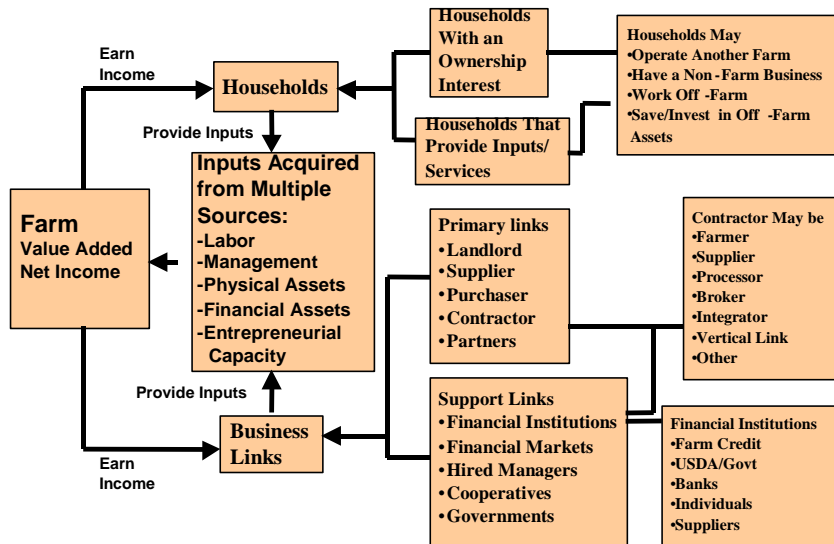 Earn
Income
Households
Provide Inputs
Households
With an
Ownership
Interest
Households That
Provide Inputs/
Services
Households May
•Operate Another Farm
•Have a Non-Farm Business
•Work Off -Farm
•Save/Invest in Off -Farm
Assets
Farm
Value Added
Net Income
Inputs Acquired
from Multiple
Sources:
-Labor
-Management
-Physical Assets
-Financial Assets
-Entrepreneurial
Capacity
Provide Inputs
Business
Links
Earn
Income
Primary links
•Landlord
•Supplier
•Purchaser
•Contractor
•Partners
Contractor May be
•Farmer
•Supplier
•Processor
•Broker
•Integrator
•Vertical Link
•Other
Support Links
•Financial Institutions
•Financial Markets
•Hired Managers
•Cooperatives
•Governments
Financial Institutions
•Farm Credit
•USDA/Govt
•Banks
•Individuals
•Suppliers